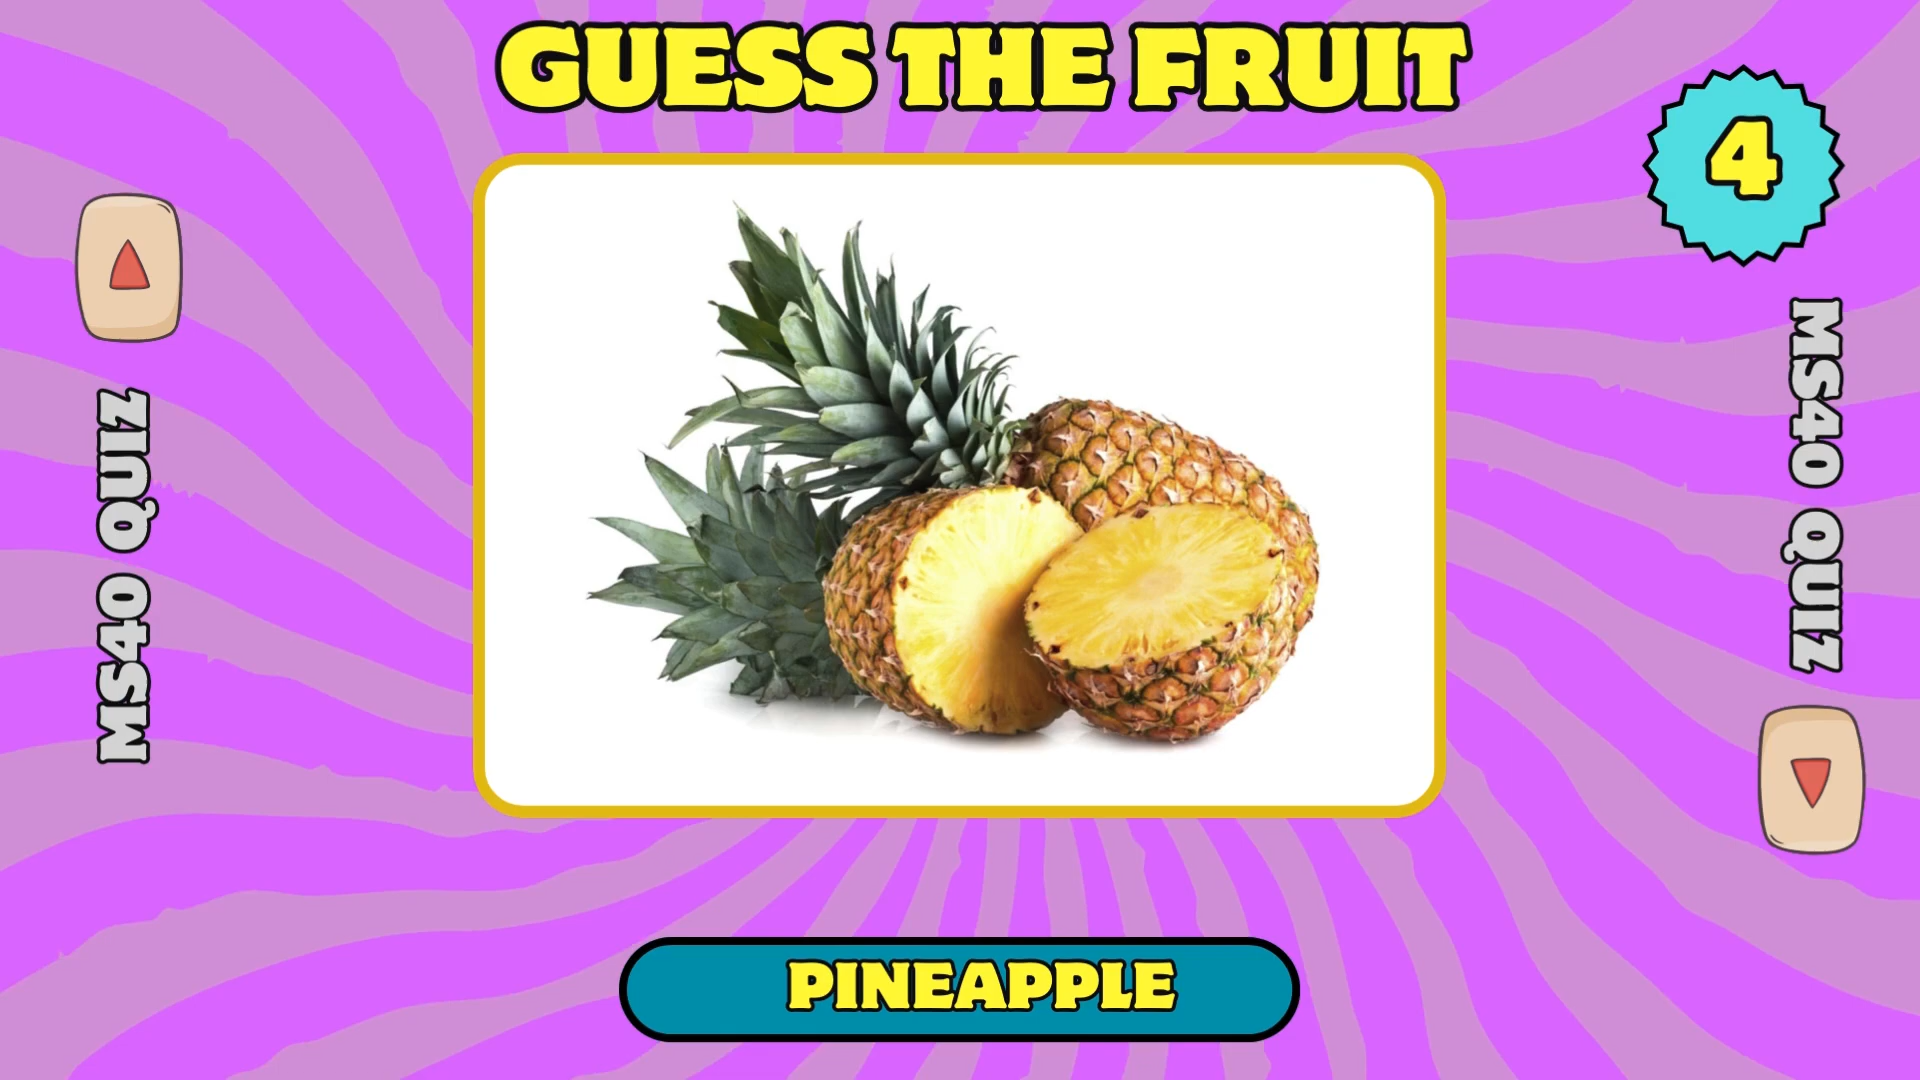 GUESS THE FRUIT
4
MS40 QUIZ
MS40 QUIZ
PINEAPPLE